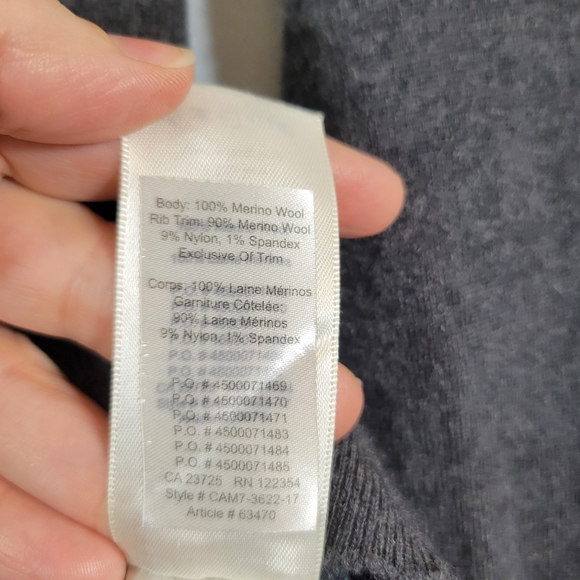 Body: 100% Merino Wool
Rib Trim: 90% Merino Wool
9% Nylon, 1% Spandex
Exclusive Of Trim
Corps: 100% Laine Mérinos
Garniture Côtelée:
90% Laine Mérinos
9% Nylon, 1% Spandex
P.O. # 4500071469
P.O. # 4500071470
P.O. # 4500071471
P.O. # 4500071483
P.O. # 4500071484
P.O. # 4500071485
CA 23725 RN 122354
Style # CAM7-3622-17
Article # 63470